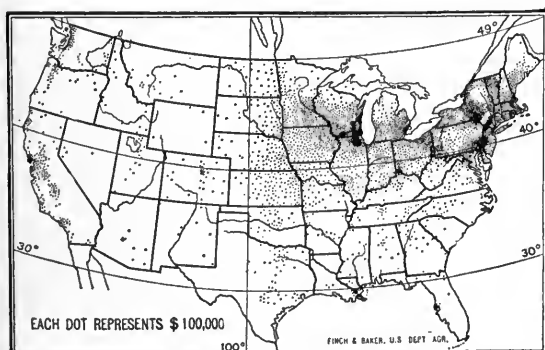 49°
40°
30°
30°
EACH DOT REPRESENTS $100,000
100°
FINCH & BAKER, U.S DEPT AGR.